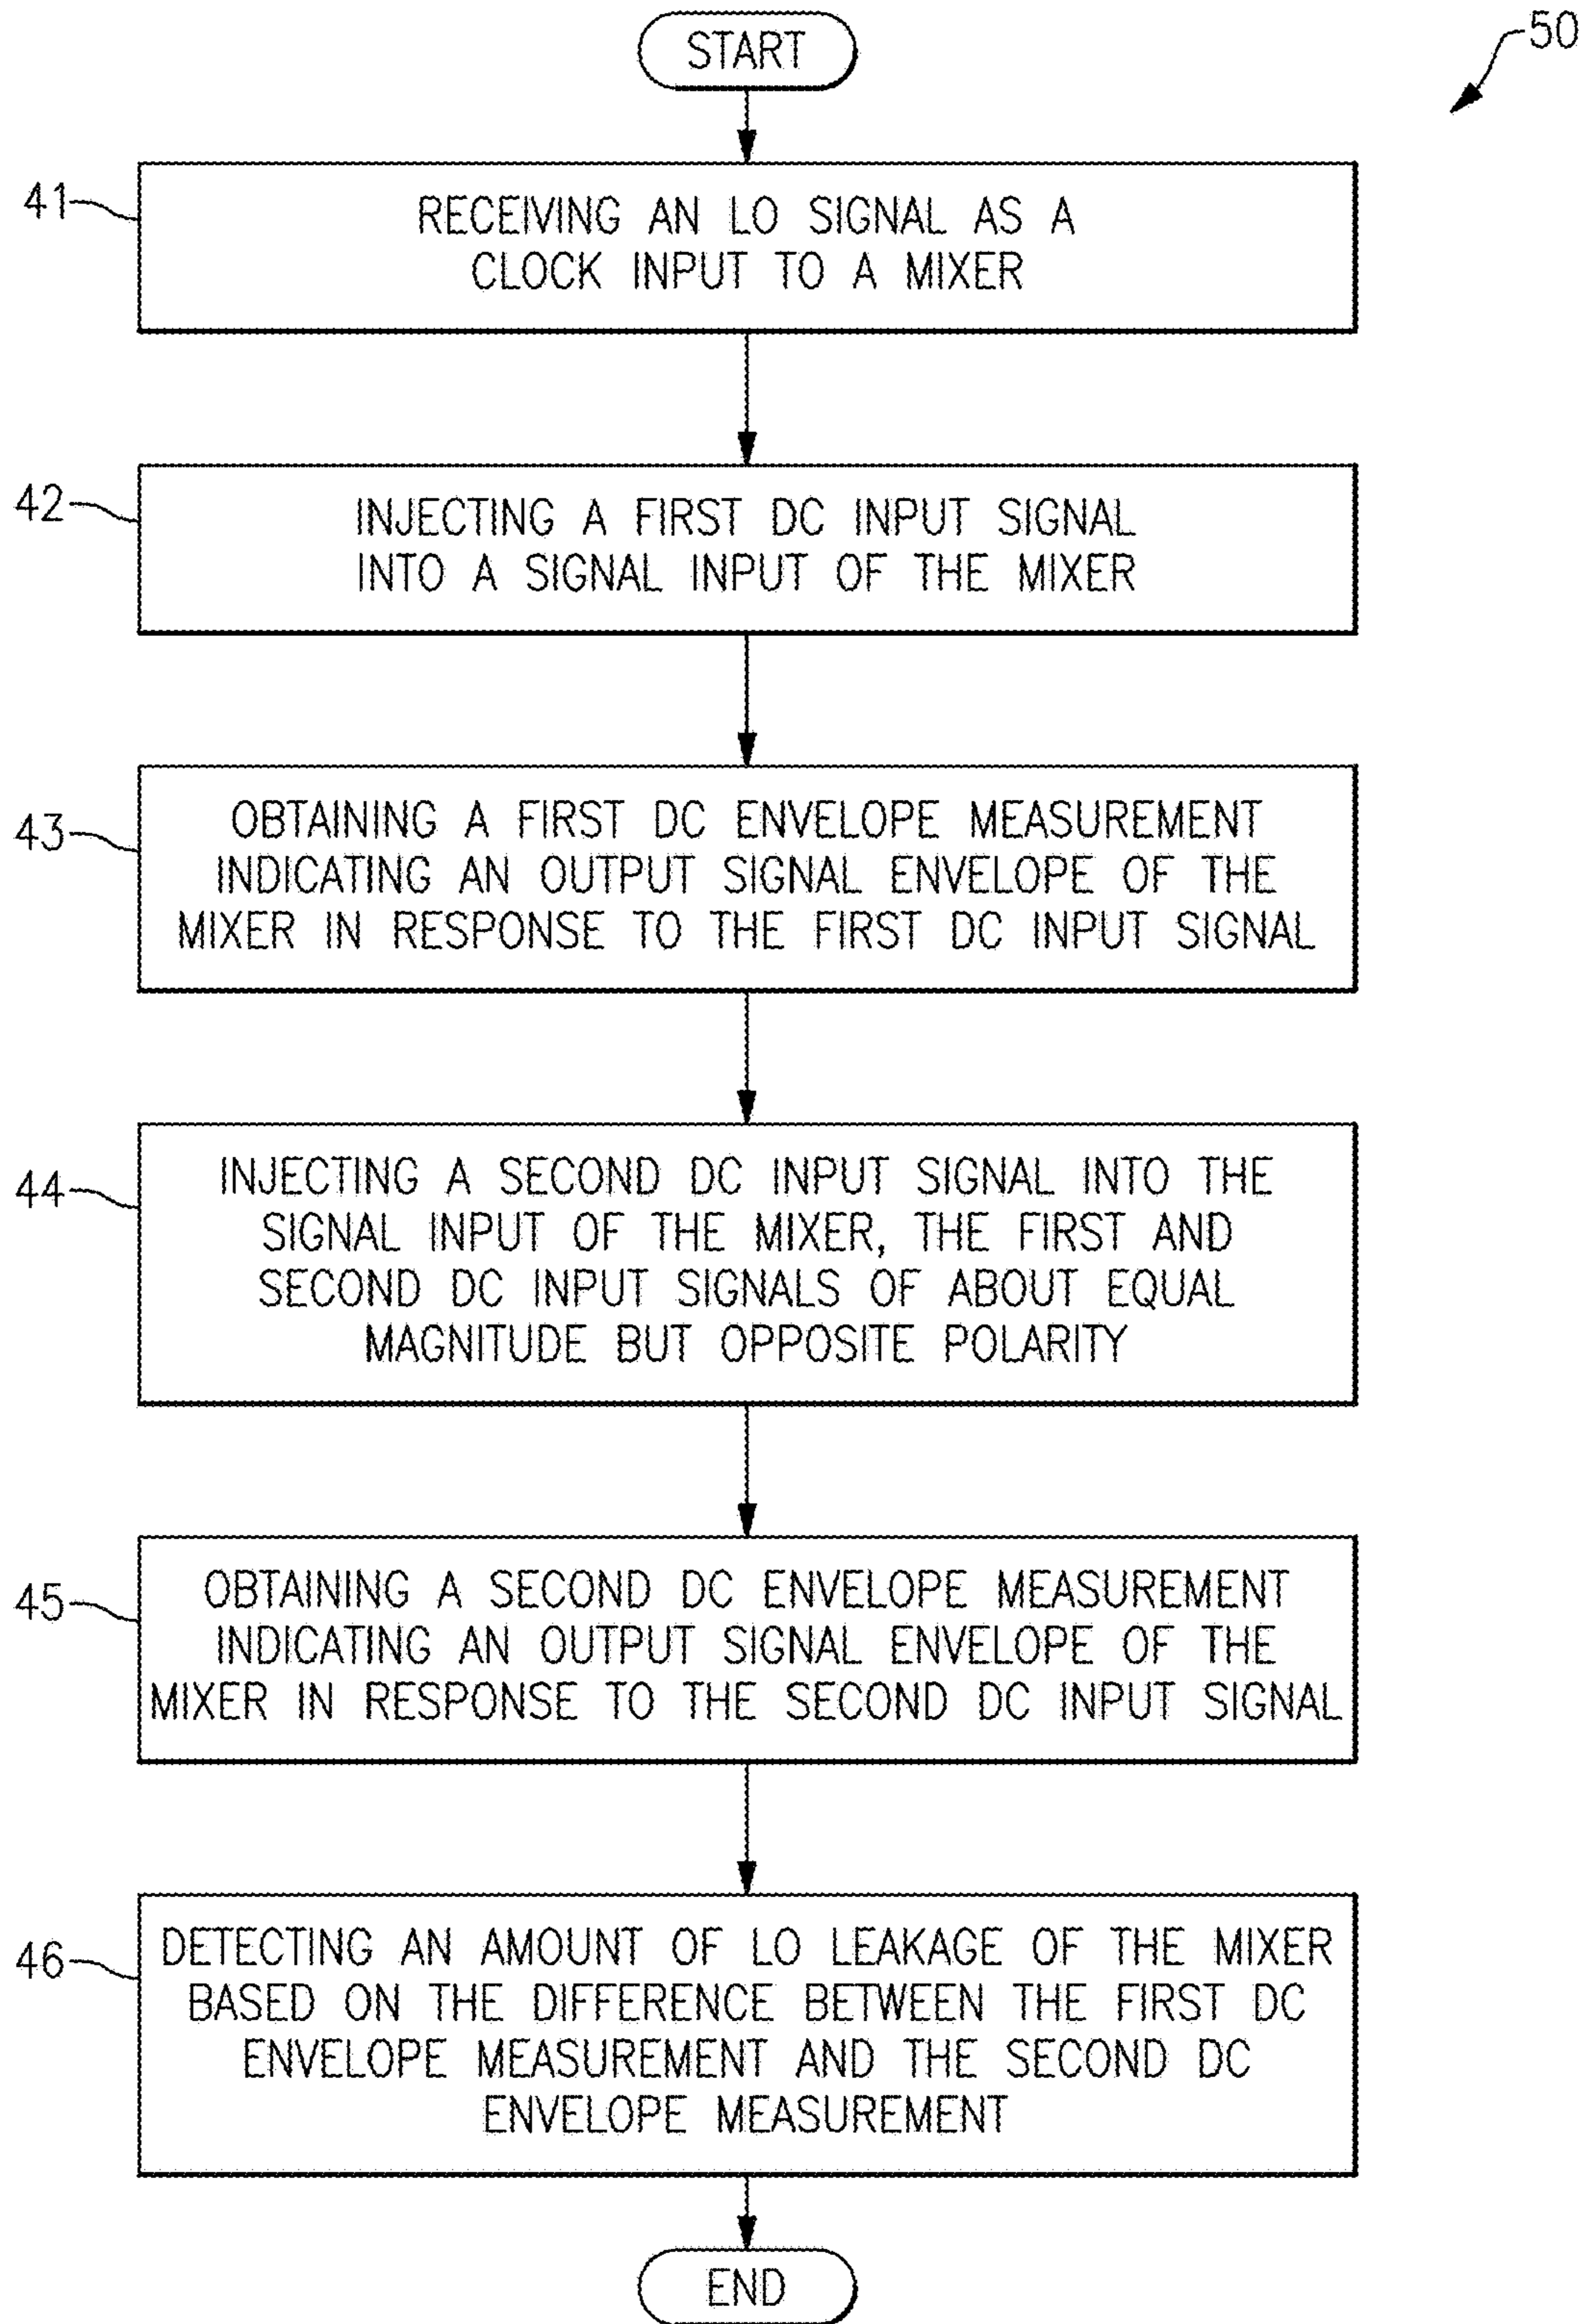 START
50
41
RECEIVING AN LO SIGNAL AS A
CLOCK INPUT TO A MIXER
42
INJECTING A FIRST DC INPUT SIGNAL
INTO A SIGNAL INPUT OF THE MIXER
43
OBTAINING A FIRST DC ENVELOPE MEASUREMENT
INDICATING AN OUTPUT SIGNAL ENVELOPE OF THE
MIXER IN RESPONSE TO THE FIRST DC INPUT SIGNAL
44
INJECTING A SECOND DC INPUT SIGNAL INTO THE
SIGNAL INPUT OF THE MIXER, THE FIRST AND
SECOND DC INPUT SIGNALS OF ABOUT EQUAL
MAGNITUDE BUT OPPOSITE POLARITY
45
OBTAINING A SECOND DC ENVELOPE MEASUREMENT
INDICATING AN OUTPUT SIGNAL ENVELOPE OF THE
MIXER IN RESPONSE TO THE SECOND DC INPUT SIGNAL
46
DETECTING AN AMOUNT OF LO LEAKAGE OF THE MIXER
BASED ON THE DIFFERENCE BETWEEN THE FIRST DC
ENVELOPE MEASUREMENT AND THE SECOND DC
ENVELOPE MEASUREMENT
END